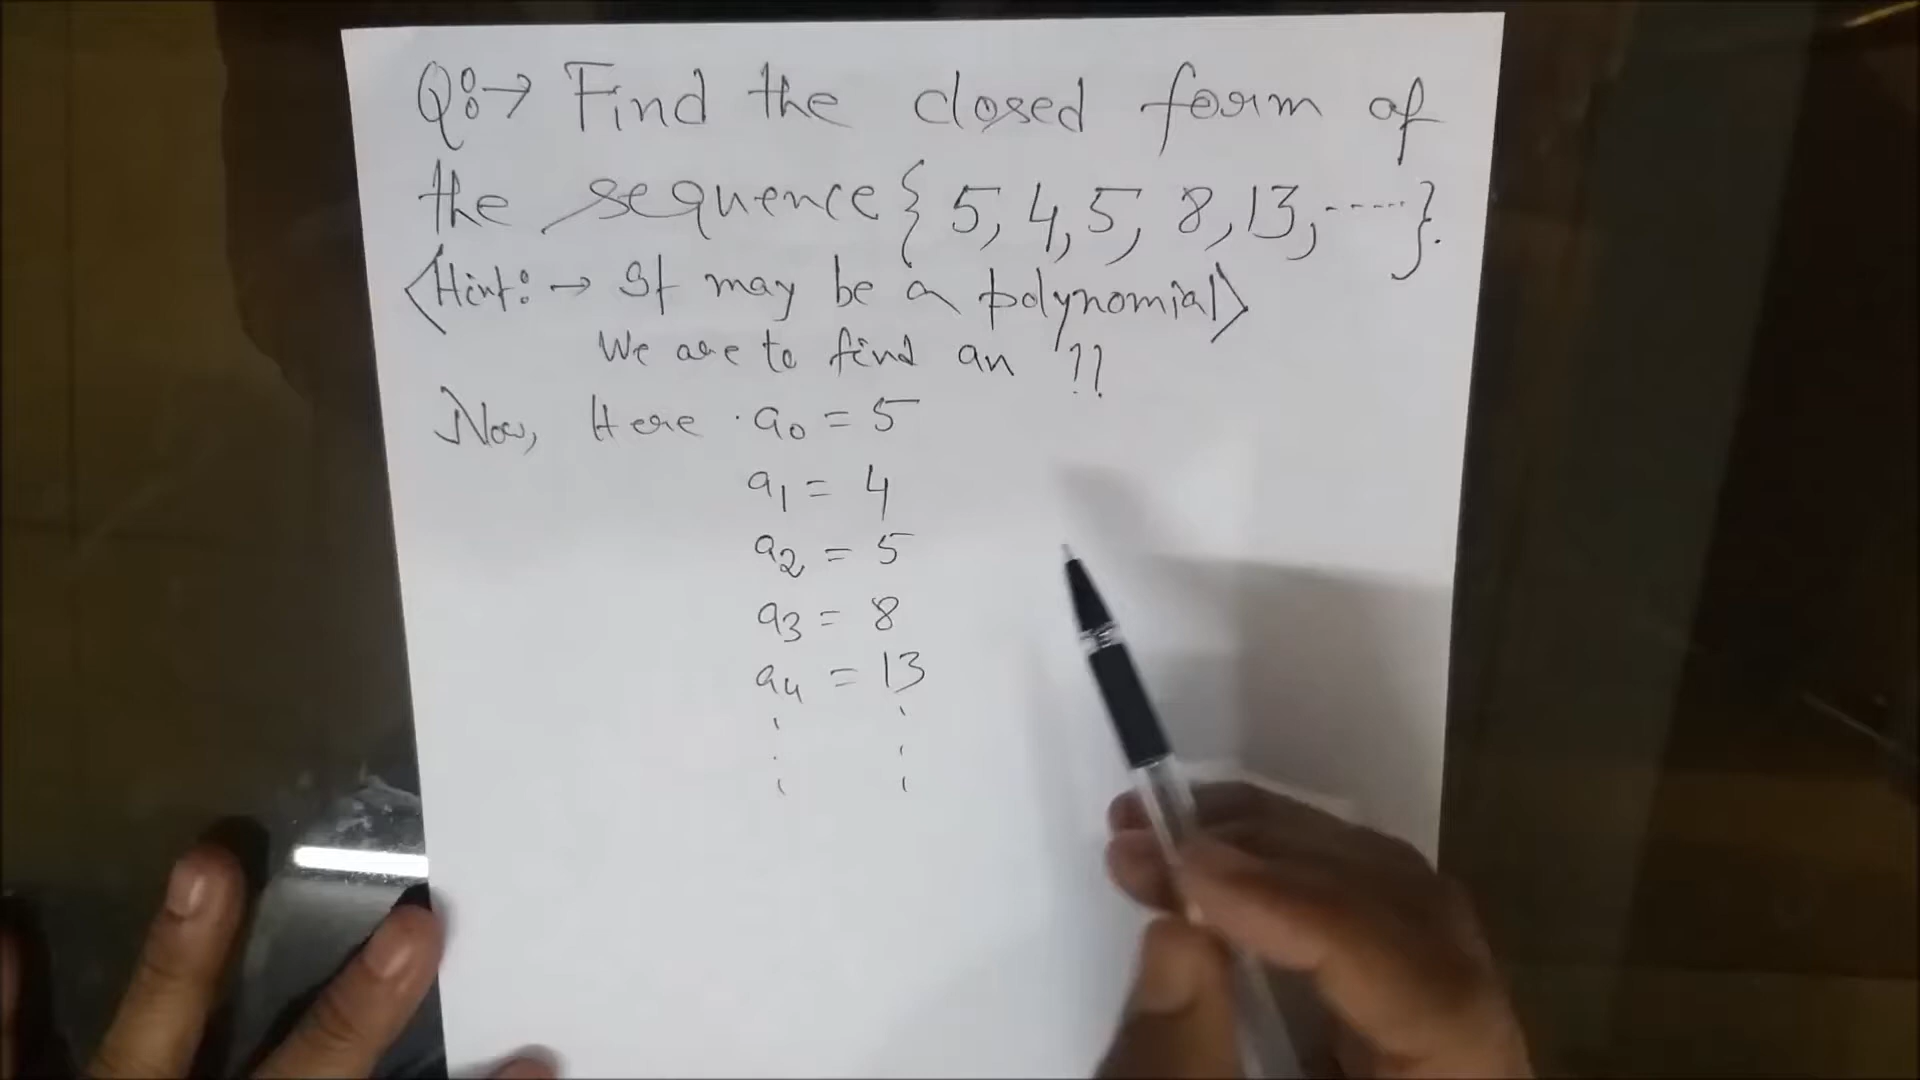 Q:→ Find the closed form of
the sequence { 5, 4, 5, 8, 13, ----- }.
<Hint: → It may be a polynomial>
We are to find an ??
Now, Here a0 = 5
a1 = 4
a2 = 5
a3 = 8
a4 = 13